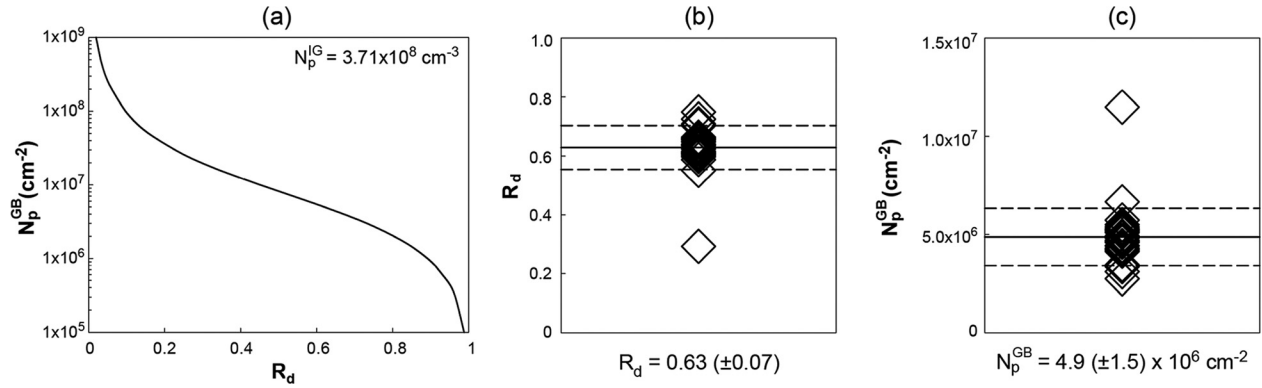 (a)
N_p^IG = 3.71x10^8 cm^-3
1x10^9
1x10^8
1x10^7
1x10^6
1x10^5
N_p^GB (cm^-2)
0 0.2 0.4 0.6 0.8 1
R_d
(b)
1.0
0.8
0.6
0.4
0.2
0
R_d
R_d = 0.63 (±0.07)
(c)
1.5x10^7
1.0x10^7
5.0x10^6
0
N_p^GB (cm^-2)
N_p^GB = 4.9 (±1.5) x 10^6 cm^-2